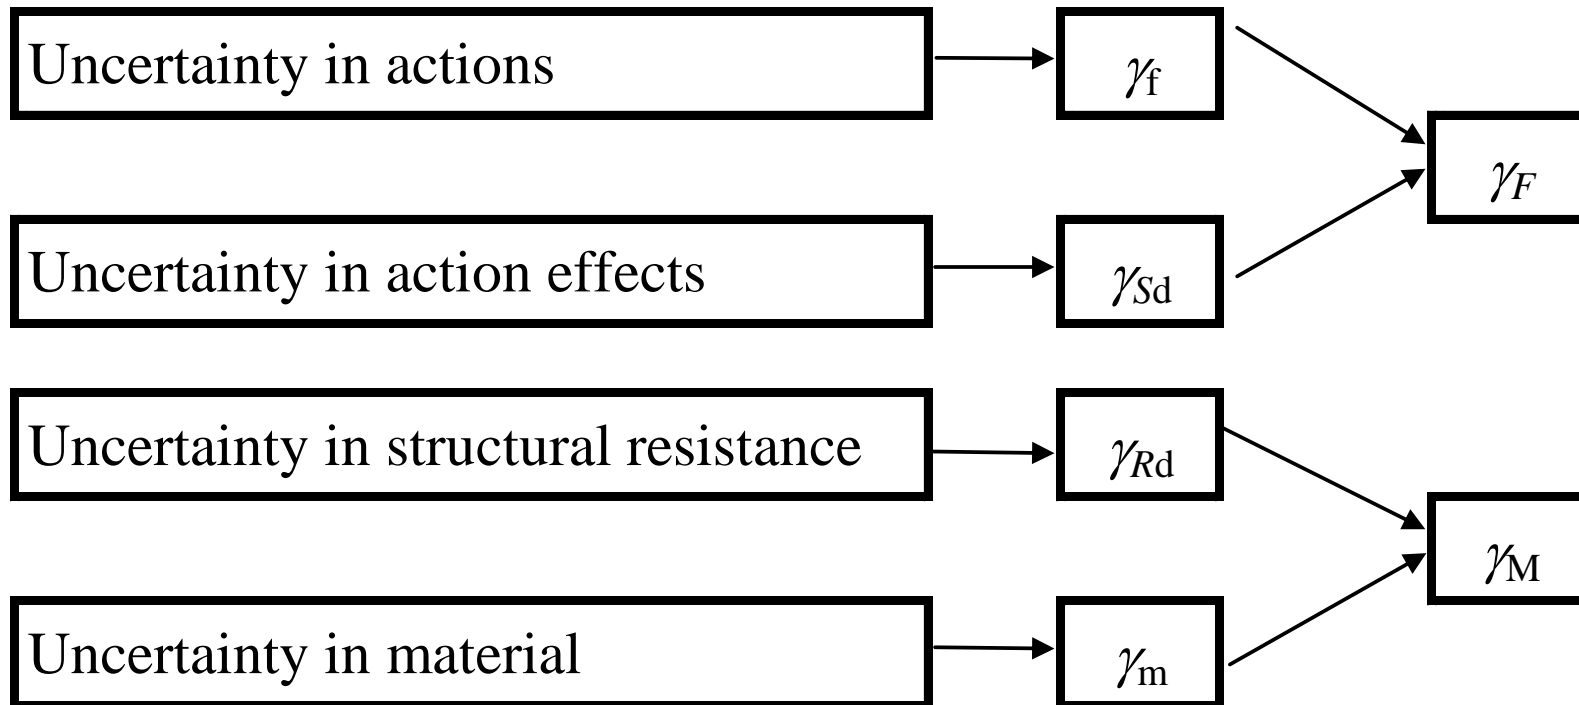 Uncertainty in actions
γf
γF
Uncertainty in action effects
γSd
Uncertainty in structural resistance
γRd
γM
Uncertainty in material
γm